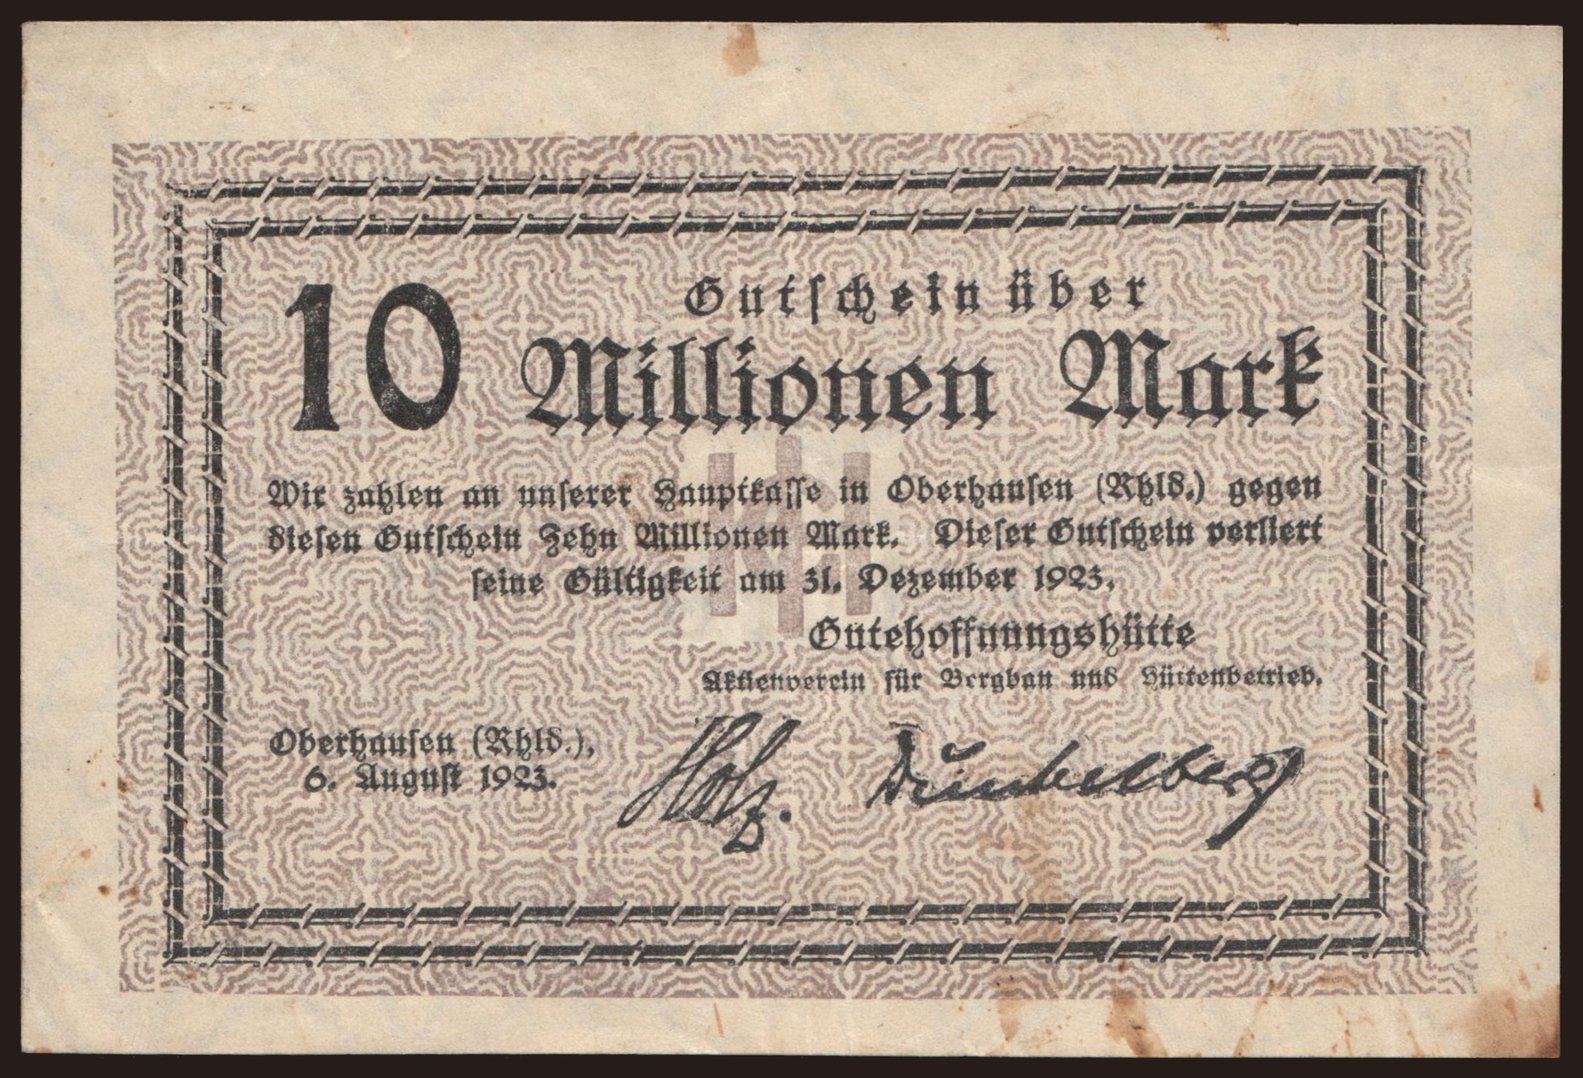 Gutschein über
10 Millionen Mark
Wir zahlen an unserer Hauptkasse in Oberhausen (Rhld.) gegen
diesen Gutschein Zehn Millionen Mark. Dieser Gutschein verliert
seine Gültigkeit am 31. Dezember 1923.
Gutehoffnungshütte
Aktienverein für Bergbau und Hüttenbetrieb.
Oberhausen (Rhld.),
6. August 1923.
Holz. Dunkelberg